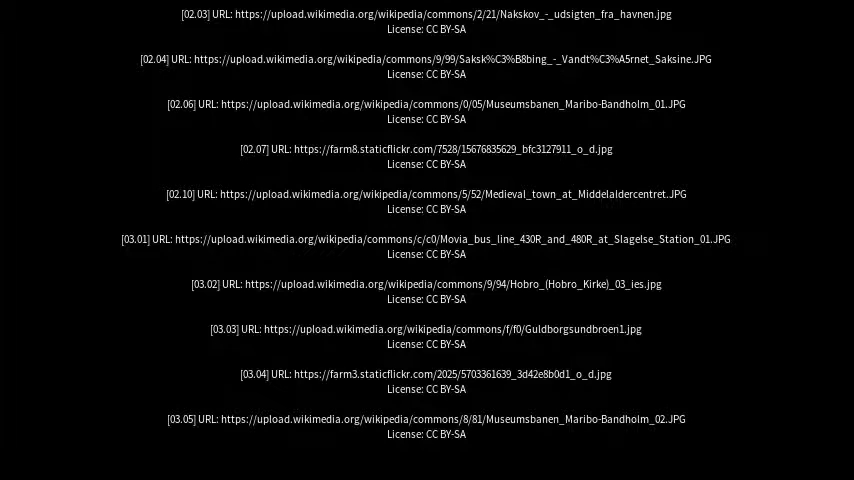 [02.03] URL: https://upload.wikimedia.org/wikipedia/commons/2/21/Nakskov_-_udsigten_fra_havnen.jpg
License: CC BY-SA
[02.04] URL: https://upload.wikimedia.org/wikipedia/commons/9/99/Saksk%C3%B8bing_-_Vandt%C3%A5rnet_Saksine.JPG
License: CC BY-SA
[02.06] URL: https://upload.wikimedia.org/wikipedia/commons/0/05/Museumsbanen_Maribo-Bandholm_01.JPG
License: CC BY-SA
[02.07] URL: https://farm8.staticflickr.com/7528/15676835629_bfc3127911_o_d.jpg
License: CC BY-SA
[02.10] URL: https://upload.wikimedia.org/wikipedia/commons/5/52/Medieval_town_at_Middelaldercentret.JPG
License: CC BY-SA
[03.01] URL: https://upload.wikimedia.org/wikipedia/commons/c/c0/Movia_bus_line_430R_and_480R_at_Slagelse_Station_01.JPG
License: CC BY-SA
[03.02] URL: https://upload.wikimedia.org/wikipedia/commons/9/94/Hobro_(Hobro_Kirke)_03_ies.jpg
License: CC BY-SA
[03.03] URL: https://upload.wikimedia.org/wikipedia/commons/f/f0/Guldborgsundbroen1.jpg
License: CC BY-SA
[03.04] URL: https://farm3.staticflickr.com/2025/5703361639_3d42e8b0d1_o_d.jpg
License: CC BY-SA
[03.05] URL: https://upload.wikimedia.org/wikipedia/commons/8/81/Museumsbanen_Maribo-Bandholm_02.JPG
License: CC BY-SA